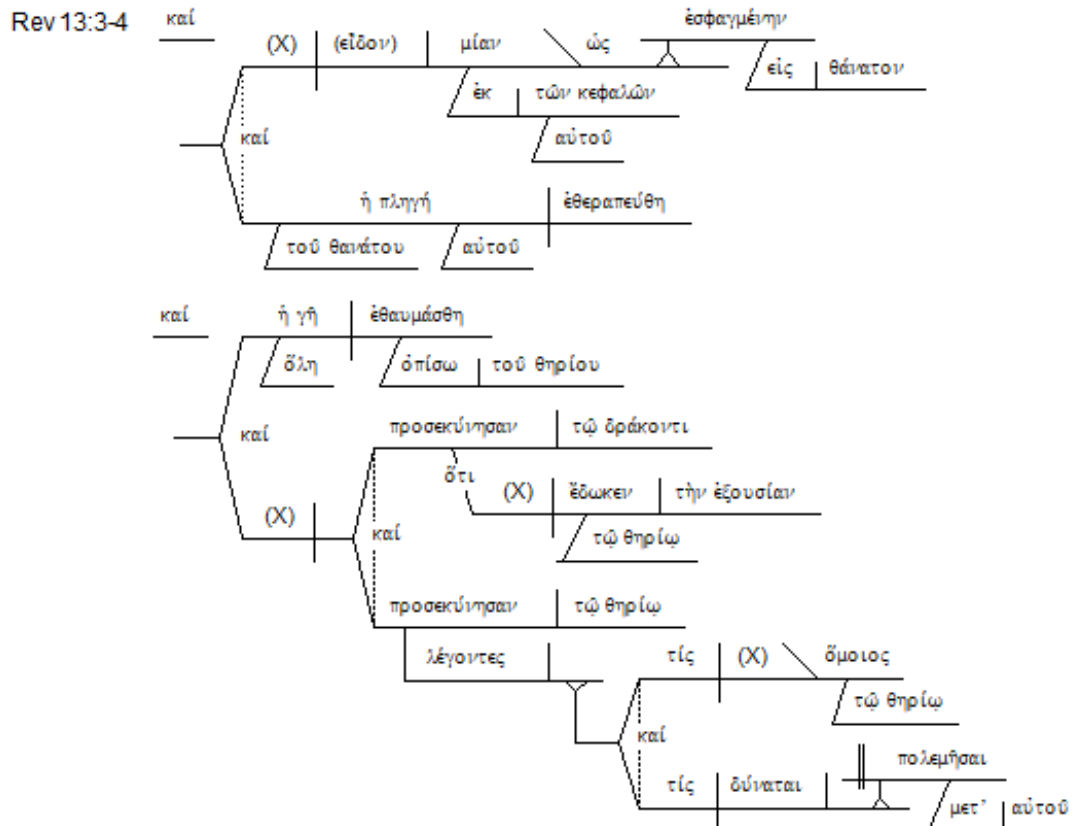 Rev 13:3-4
καί
(X) (εἶδον) μίαν ὡς ἐσφαγμένην
ἐκ τῶν κεφαλῶν εἰς θάνατον
αὐτοῦ
καί
ἡ πληγή ἐθεραπεύθη
τοῦ θανάτου αὐτοῦ
καί ἡ γῆ ἐθαυμάσθη
ὅλη ὀπίσω τοῦ θηρίου
καί
προσεκύνησαν τῷ δράκοντι
ὅτι
(X) ἔδωκεν τὴν ἐξουσίαν
τῷ θηρίῳ
(X)
καί
προσεκύνησαν τῷ θηρίῳ
λέγοντες τίς (X) ὅμοιος
τῷ θηρίῳ
καί
τίς δύναται πολεμῆσαι
μετ’ αὐτοῦ